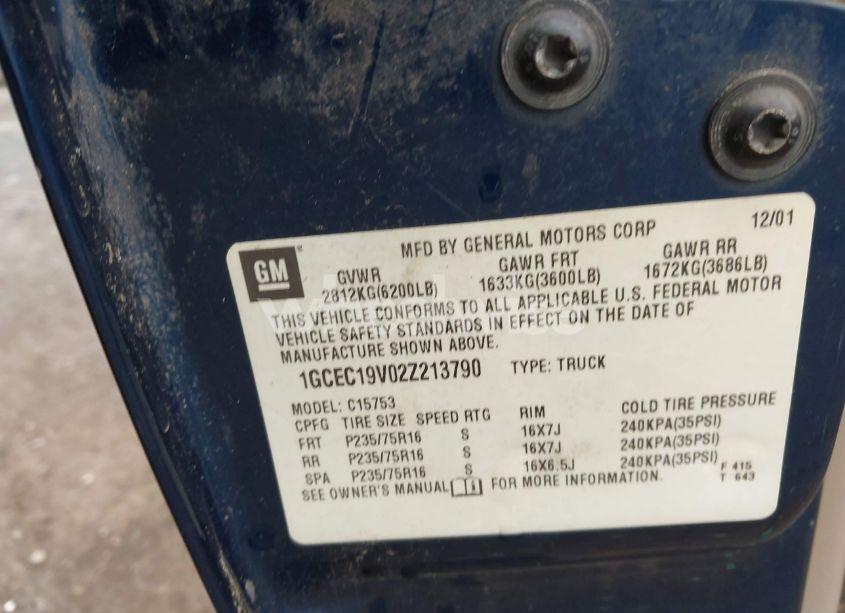 12/01
MFD BY GENERAL MOTORS CORP
GM
GVWR GAWR FRT GAWR RR
2812KG(6200LB) 1633KG(3600LB) 1672KG(3686LB)
THIS VEHICLE CONFORMS TO ALL APPLICABLE U.S. FEDERAL MOTOR
VEHICLE SAFETY STANDARDS IN EFFECT ON THE DATE OF
MANUFACTURE SHOWN ABOVE.
1GCEC19V02Z213790 TYPE: TRUCK
MODEL: C15753
CPFG TIRE SIZE SPEED RTG RIM COLD TIRE PRESSURE
FRT P235/75R16 S 16X7J 240KPA(35PSI)
RR P235/75R16 S 16X7J 240KPA(35PSI)
SPA P235/75R16 S 16X6.5J 240KPA(35PSI)
SEE OWNER'S MANUAL FOR MORE INFORMATION.
F 415
T 643